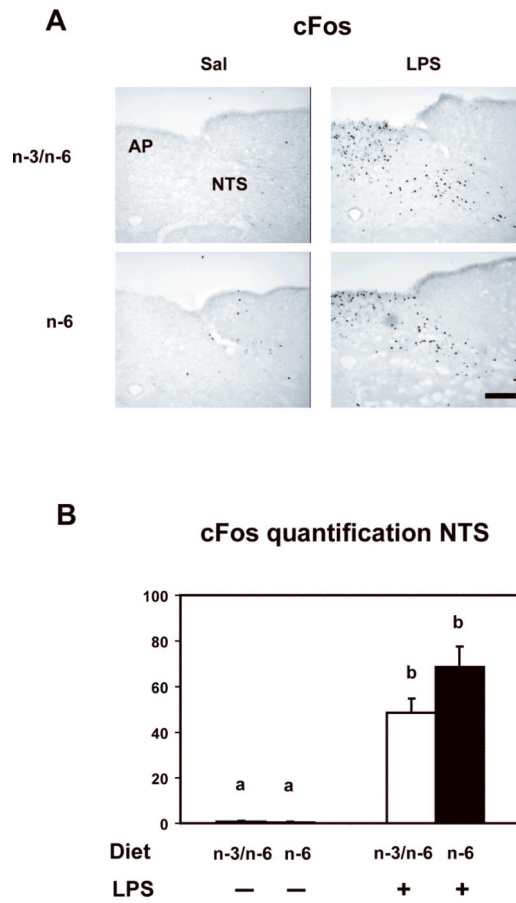 A
cFos
Sal LPS
n-3/n-6
AP
NTS
n-6
B
cFos quantification NTS
100
80
60
40
20
0
a a b b
Diet n-3/n-6 n-6 n-3/n-6 n-6
LPS — — + +